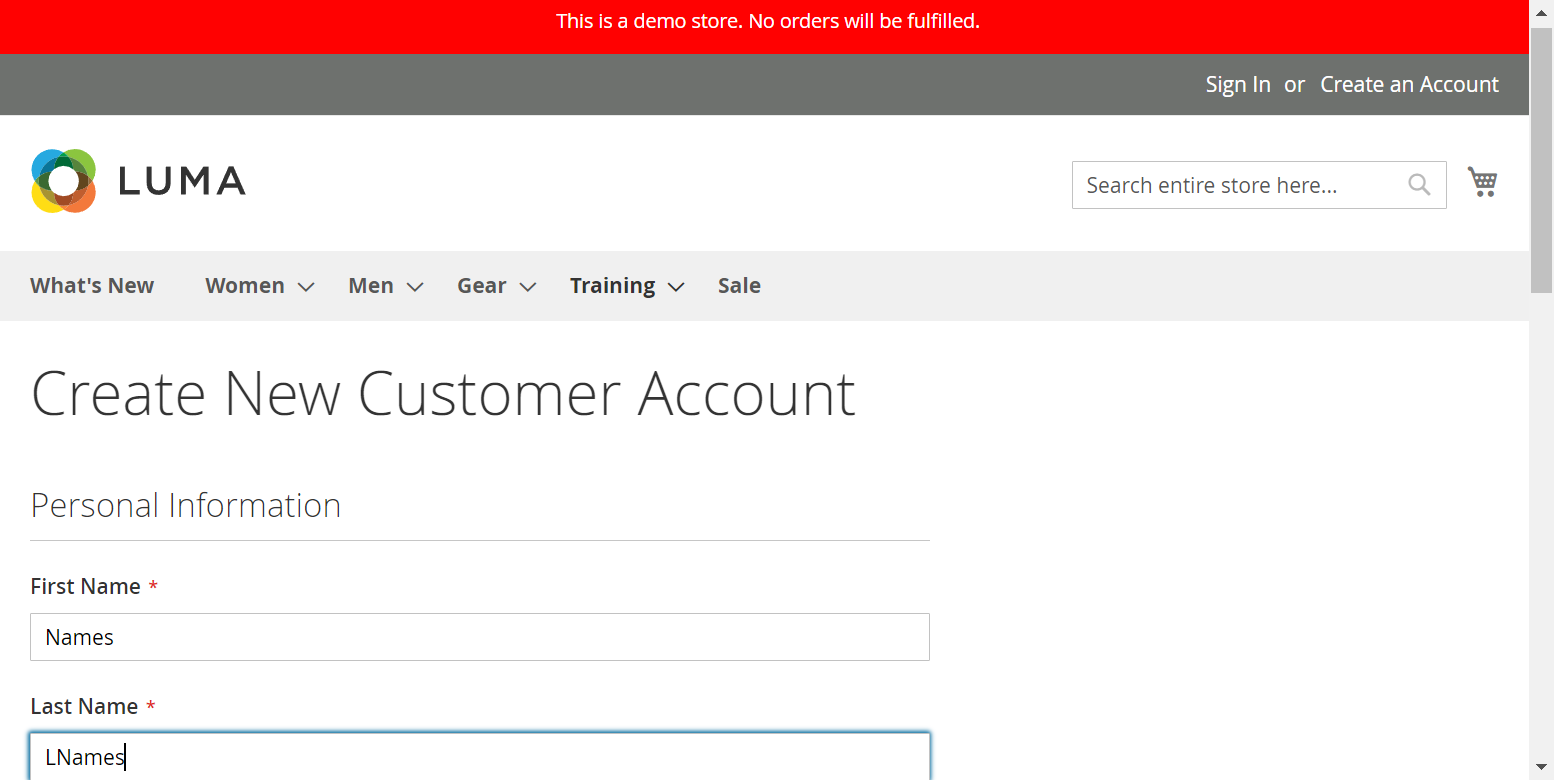 This is a demo store. No orders will be fulfilled.
Sign In or Create an Account
LUMA
Search entire store here...
What's New Women Men Gear Training Sale
Create New Customer Account
Personal Information
First Name *
Names
Last Name *
LNames